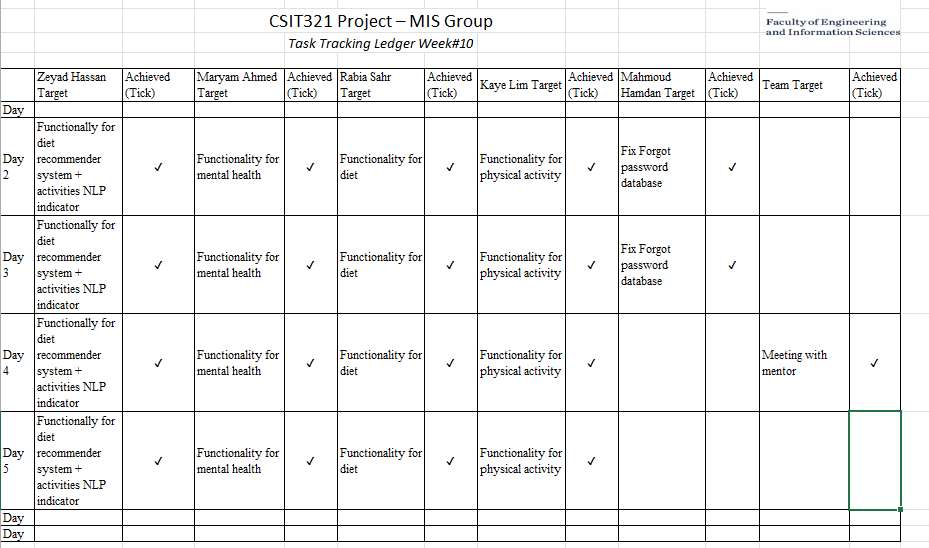 CSIT321 Project – MIS Group
Faculty of Engineering
and Information Sciences
Task Tracking Ledger Week#10
Zeyad Hassan
Target
Achieved
(Tick)
Maryam Ahmed
Target
Achieved
(Tick)
Rabia Sahr
Target
Achieved
(Tick)
Kaye Lim Target
Achieved
(Tick)
Mahmoud
Hamdan Target
Achieved
(Tick)
Team Target
Achieved
(Tick)
Day
Day
2
Functionally for
diet
recommender
system +
activities NLP
indicator
✓
Functionality for
mental health
✓
Functionality for
diet
✓
Functionality for
physical activity
✓
Fix Forgot
password
database
✓
Day
3
Functionally for
diet
recommender
system +
activities NLP
indicator
✓
Functionality for
mental health
✓
Functionality for
diet
✓
Functionality for
physical activity
✓
Fix Forgot
password
database
✓
Day
4
Functionally for
diet
recommender
system +
activities NLP
indicator
✓
Functionality for
mental health
✓
Functionality for
diet
✓
Functionality for
physical activity
✓
Meeting with
mentor
✓
Day
5
Functionally for
diet
recommender
system +
activities NLP
indicator
✓
Functionality for
mental health
✓
Functionality for
diet
✓
Functionality for
physical activity
✓
Day
Day